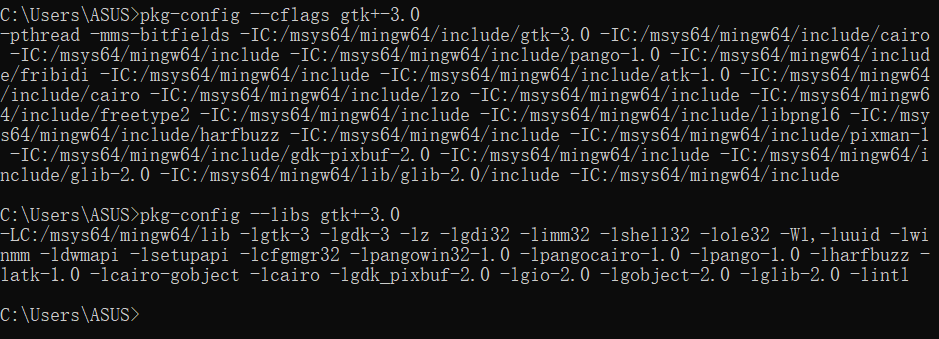 C:\Users\ASUS>pkg-config --cflags gtk+-3.0
-pthread -mms-bitfields -IC:/msys64/mingw64/include/gtk-3.0 -IC:/msys64/mingw64/include/cairo
 -IC:/msys64/mingw64/include -IC:/msys64/mingw64/include/pango-1.0 -IC:/msys64/mingw64/includ
e/fribidi -IC:/msys64/mingw64/include -IC:/msys64/mingw64/include/atk-1.0 -IC:/msys64/mingw64
/include/cairo -IC:/msys64/mingw64/include/lzo -IC:/msys64/mingw64/include -IC:/msys64/mingw6
4/include/freetype2 -IC:/msys64/mingw64/include -IC:/msys64/mingw64/include/libpng16 -IC:/msy
s64/mingw64/include/harfbuzz -IC:/msys64/mingw64/include -IC:/msys64/mingw64/include/pixman-1
 -IC:/msys64/mingw64/include/gdk-pixbuf-2.0 -IC:/msys64/mingw64/include -IC:/msys64/mingw64/i
nclude/glib-2.0 -IC:/msys64/mingw64/lib/glib-2.0/include -IC:/msys64/mingw64/include
C:\Users\ASUS>pkg-config --libs gtk+-3.0
-LC:/msys64/mingw64/lib -lgtk-3 -lgdk-3 -lz -lgdi32 -limm32 -lshell32 -lole32 -Wl,-luuid -lwi
nmm -ldwmapi -lsetupapi -lcfgmgr32 -lpangowin32-1.0 -lpangocairo-1.0 -lpango-1.0 -lharfbuzz -
latk-1.0 -lcairo-gobject -lcairo -lgdk_pixbuf-2.0 -lgio-2.0 -lgobject-2.0 -lglib-2.0 -lintl
C:\Users\ASUS>